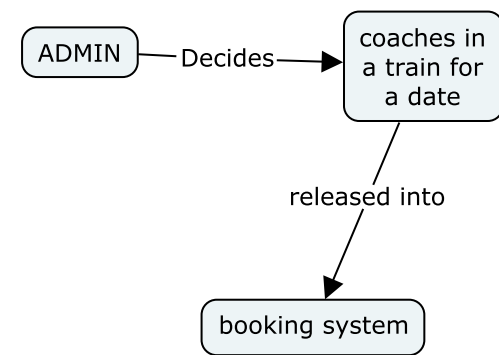 ADMIN
Decides
coaches in
a train for
a date
released into
booking system